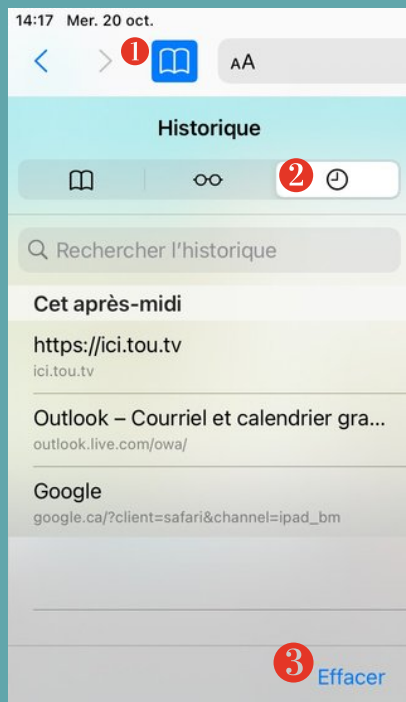 14:17 Mer. 20 oct.
1
AA
Historique
2
Rechercher l'historique
Cet après-midi
https://ici.tou.tv
ici.tou.tv
Outlook – Courriel et calendrier gra...
outlook.live.com/owa/
Google
google.ca/?client=safari&channel=ipad_bm
3
Effacer